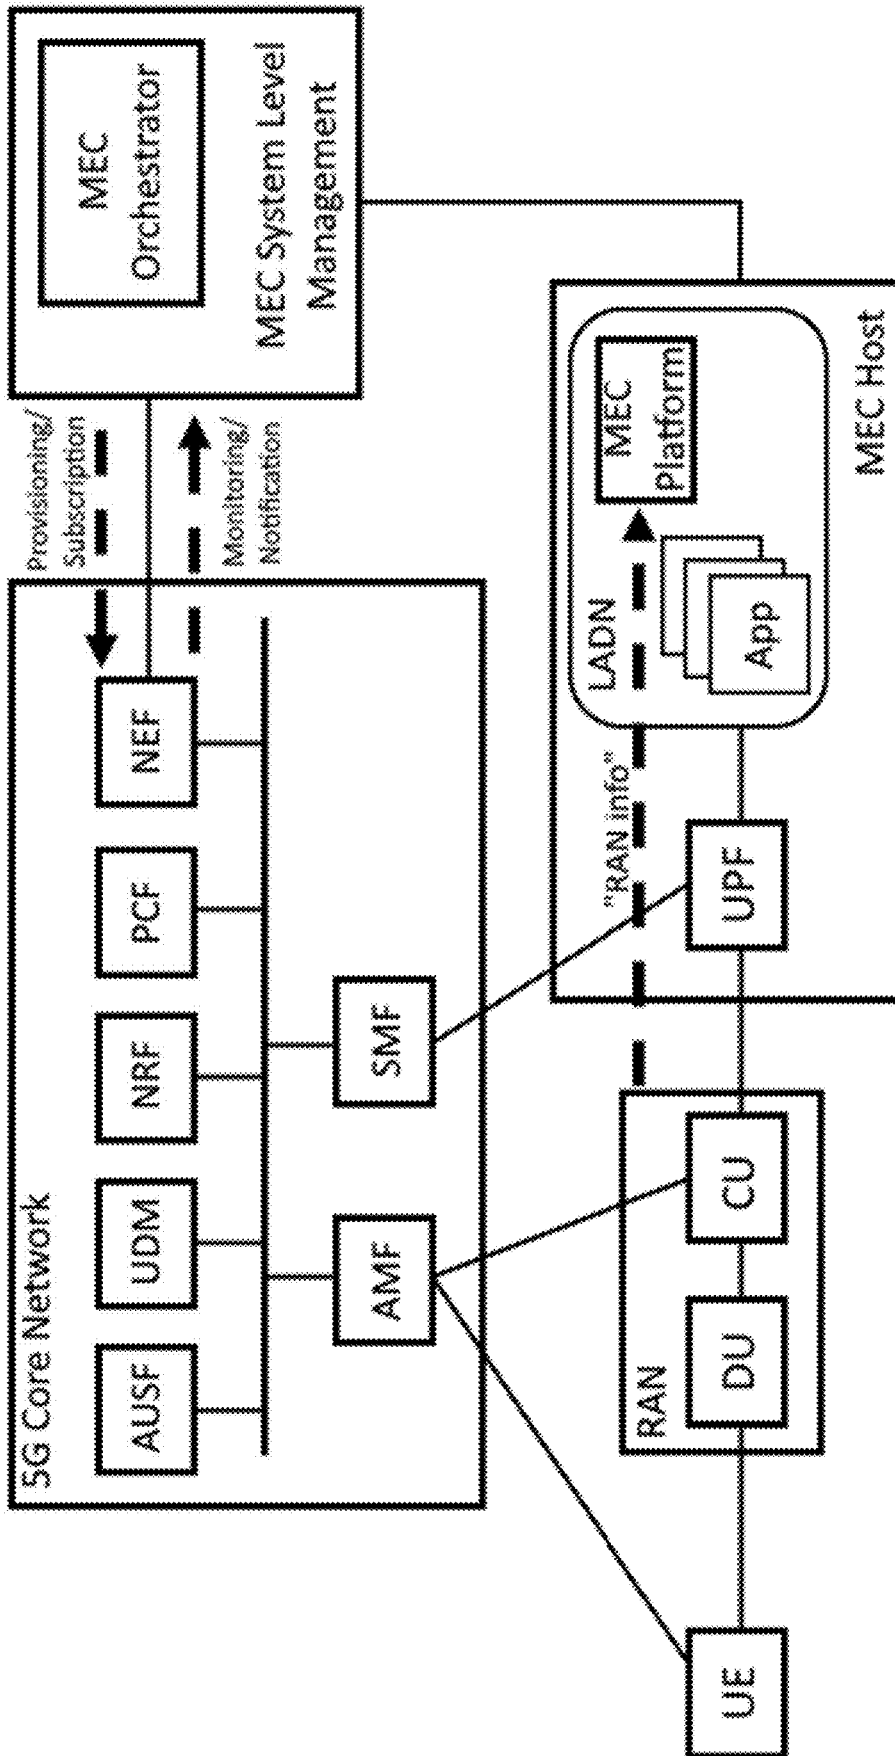 5G Core Network
AUSF
UDM
NRF
PCF
NEF
AMF
SMF
Provisioning/
Subscription
Monitoring/
Notification
MEC
Orchestrator
MEC System Level
Management
UE
RAN
DU
CU
"RAN info"
UPF
LADN
App
MEC
Platform
MEC Host